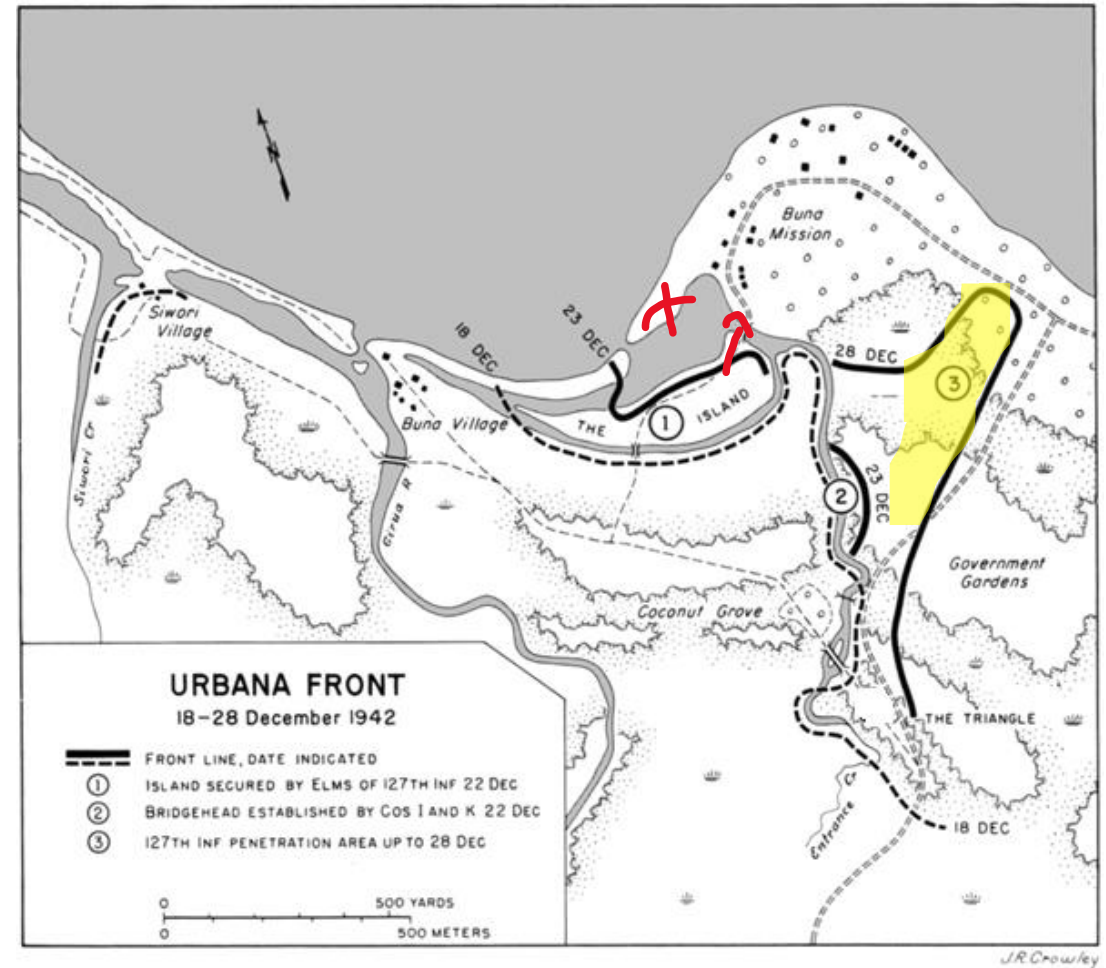 N
Buna
Mission
Siwori
Village
18 DEC
23 DEC
28 DEC
3
Buna Village
THE ISLAND
1
2
23 DEC
Siwori C.
Girua R
Government
Gardens
Coconut Grove
THE TRIANGLE
Entrance Cr
18 DEC
URBANA FRONT
18–28 December 1942
FRONT LINE, DATE INDICATED
1 ISLAND SECURED BY ELMS OF 127TH INF 22 DEC
2 BRIDGEHEAD ESTABLISHED BY COS I AND K 22 DEC
3 127TH INF PENETRATION AREA UP TO 28 DEC
0 500 YARDS
0 500 METERS
J.R.Crowley